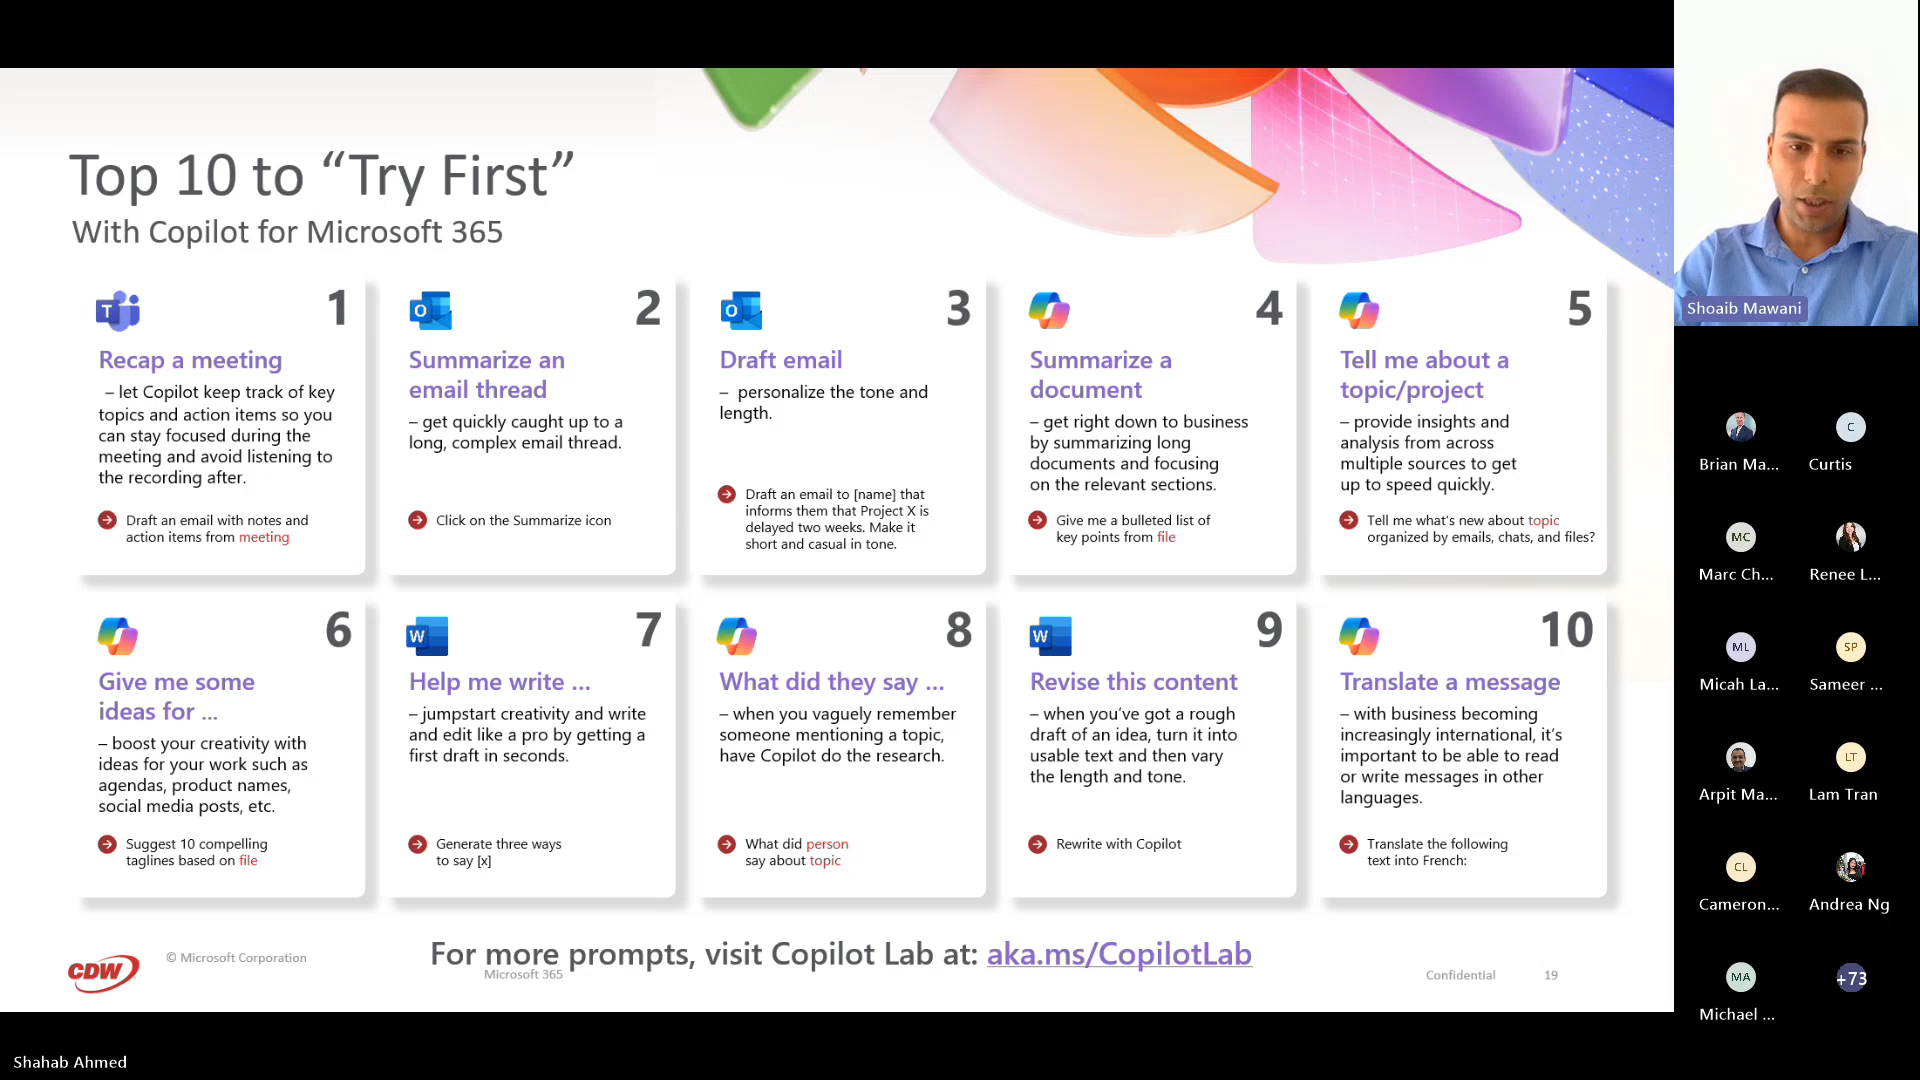 Top 10 to “Try First”
With Copilot for Microsoft 365
T
1
Recap a meeting
– let Copilot keep track of key
topics and action items so you
can stay focused during the
meeting and avoid listening to
the recording after.
Draft an email with notes and
action items from meeting
O
2
Summarize an
email thread
– get quickly caught up to a
long, complex email thread.
Click on the Summarize icon
O
3
Draft email
– personalize the tone and
length.
Draft an email to [name] that
informs them that Project X is
delayed two weeks. Make it
short and casual in tone.
4
Summarize a
document
– get right down to business
by summarizing long
documents and focusing
on the relevant sections.
Give me a bulleted list of
key points from file
5
Tell me about a
topic/project
– provide insights and
analysis from across
multiple sources to get
up to speed quickly.
Tell me what's new about topic
organized by emails, chats, and files?
6
Give me some
ideas for ...
– boost your creativity with
ideas for your work such as
agendas, product names,
social media posts, etc.
Suggest 10 compelling
taglines based on file
W
7
Help me write ...
– jumpstart creativity and write
and edit like a pro by getting a
first draft in seconds.
Generate three ways
to say [x]
8
What did they say ...
– when you vaguely remember
someone mentioning a topic,
have Copilot do the research.
What did person
say about topic
W
9
Revise this content
– when you’ve got a rough
draft of an idea, turn it into
usable text and then vary
the length and tone.
Rewrite with Copilot
10
Translate a message
– with business becoming
increasingly international, it’s
important to be able to read
or write messages in other
languages.
Translate the following
text into French:
CDW
© Microsoft Corporation
For more prompts, visit Copilot Lab at: aka.ms/CopilotLab
Microsoft 365
Confidential
19
Shahab Ahmed
Shoaib Mawani
Brian Ma...
C
Curtis
MC
Marc Ch...
Renee L...
ML
Micah La...
SP
Sameer ...
Arpit Ma...
LT
Lam Tran
CL
Cameron...
Andrea Ng
MA
Michael ...
+73